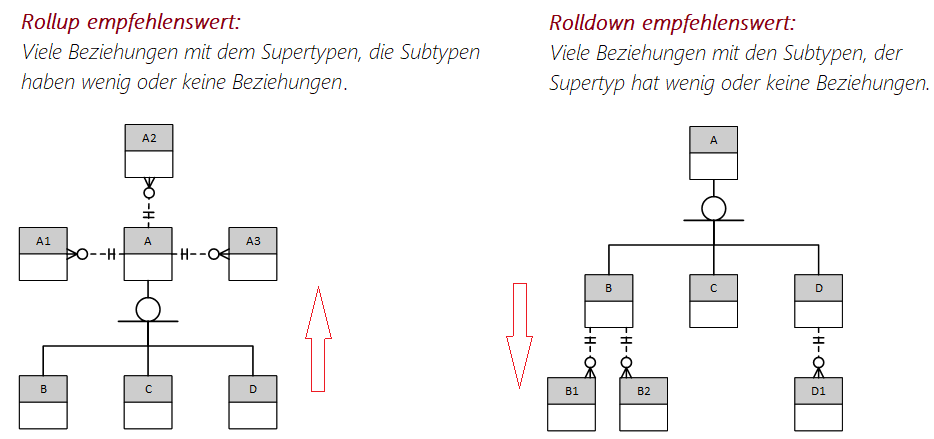 Rollup empfehlenswert:
Viele Beziehungen mit dem Supertypen, die Subtypen
haben wenig oder keine Beziehungen.
A2
A1
A
A3
B
C
D
Rolldown empfehlenswert:
Viele Beziehungen mit den Subtypen, der
Supertyp hat wenig oder keine Beziehungen.
A
B
C
D
B1
B2
D1